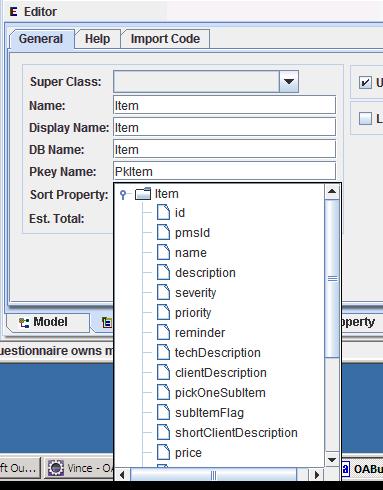 E Editor
General Help Import Code
Super Class:
Name: Item
Display Name: Item
DB Name: Item
Pkey Name: PkItem
Sort Property:
Est. Total:
Item
id
pmsId
name
description
severity
priority
reminder
techDescription
clientDescription
pickOneSubItem
subItemFlag
shortClientDescription
price
U
L
Model
perty
uestionnaire owns m
ft Ou...
Vince - OA
OABu